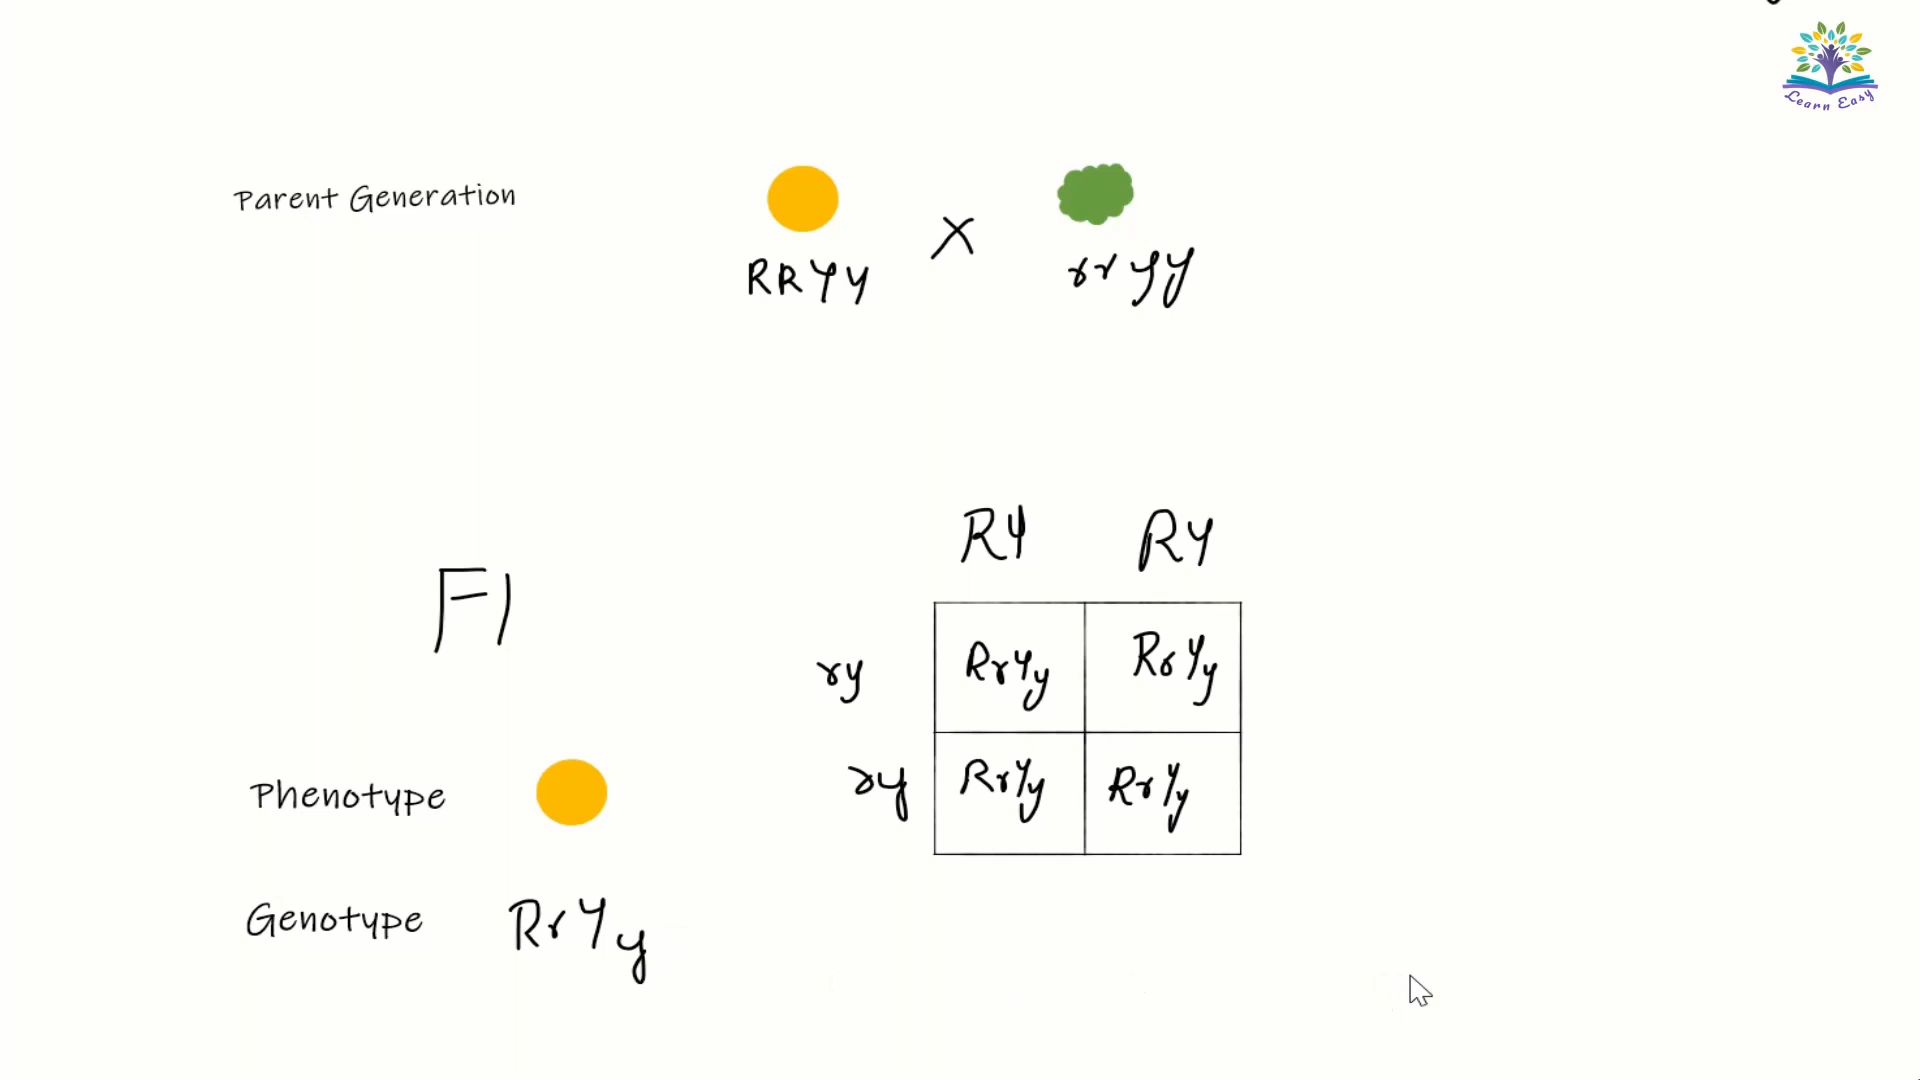 Learn Easy
Parent Generation
RRYY X rryy
RY RY
F1
ry RrYy RrYy
ry RrYy RrYy
Phenotype
Genotype RrYy